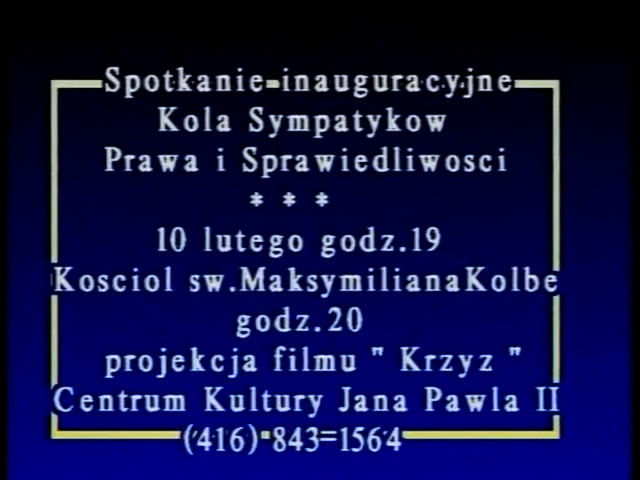 Spotkanie-inauguracyjne
Kola Sympatykow
Prawa i Sprawiedliwosci
* * *
10 lutego godz.19
Kosciol sw.MaksymilianaKolbe
godz.20
projekcja filmu " Krzyz "
Centrum Kultury Jana Pawla II
(416)-843=1564